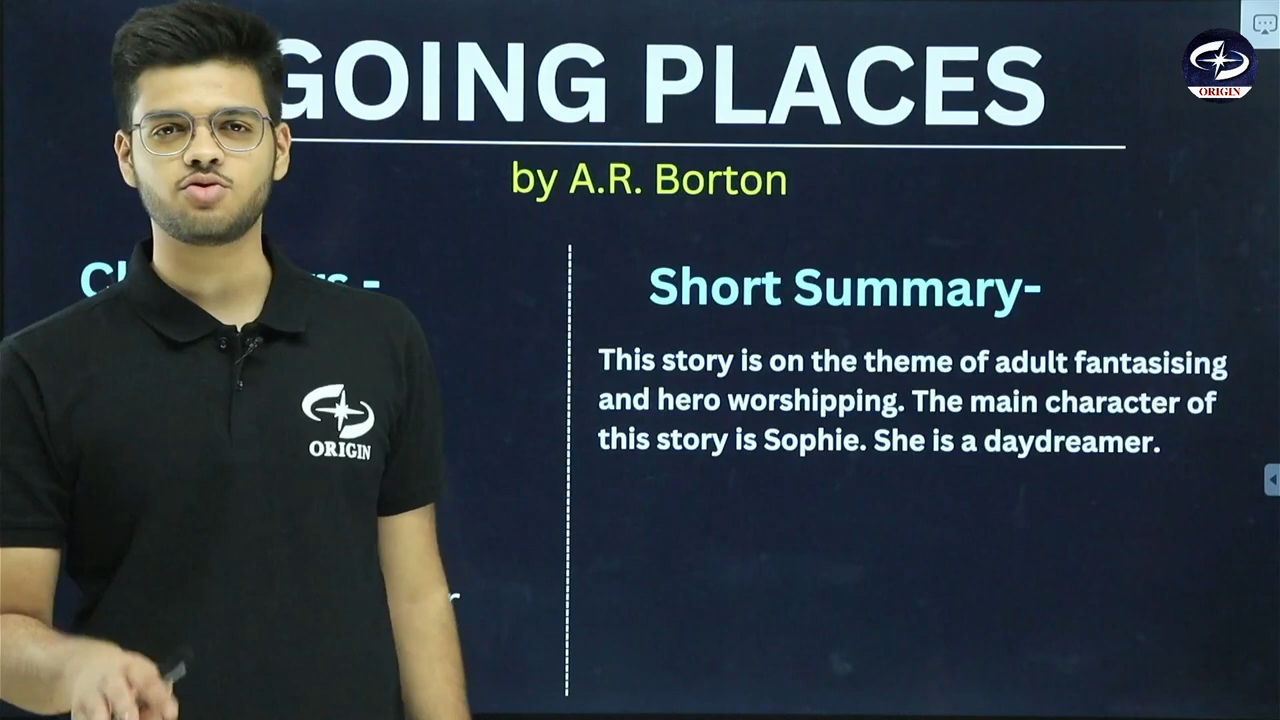 GOING PLACES
ORIGIN
by A.R. Borton
Short Summary-
This story is on the theme of adult fantasising
and hero worshipping. The main character of
this story is Sophie. She is a daydreamer.
ORIGIN